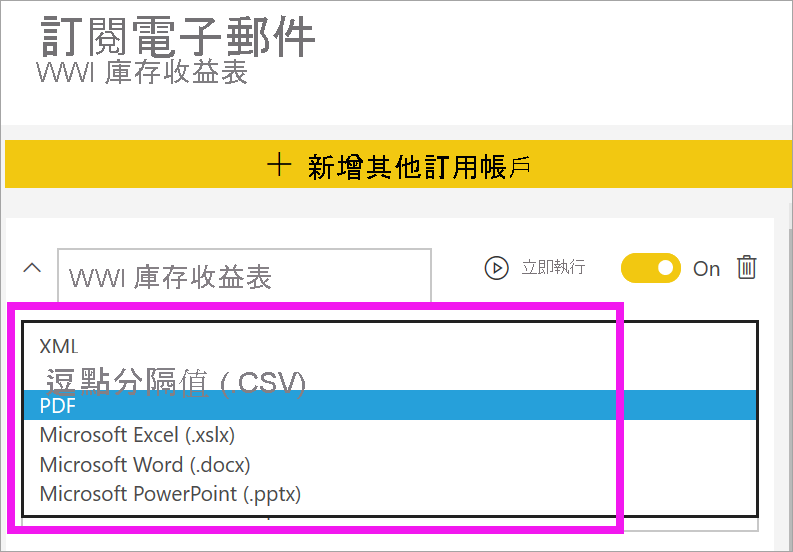 訂閱電子郵件
WWI 庫存收益表
新增其他訂用帳戶
WWI 庫存收益表
立即執行
On
XML
逗點分隔值 (.CSV)
PDF
Microsoft Excel (.xslx)
Microsoft Word (.docx)
Microsoft PowerPoint (.pptx)